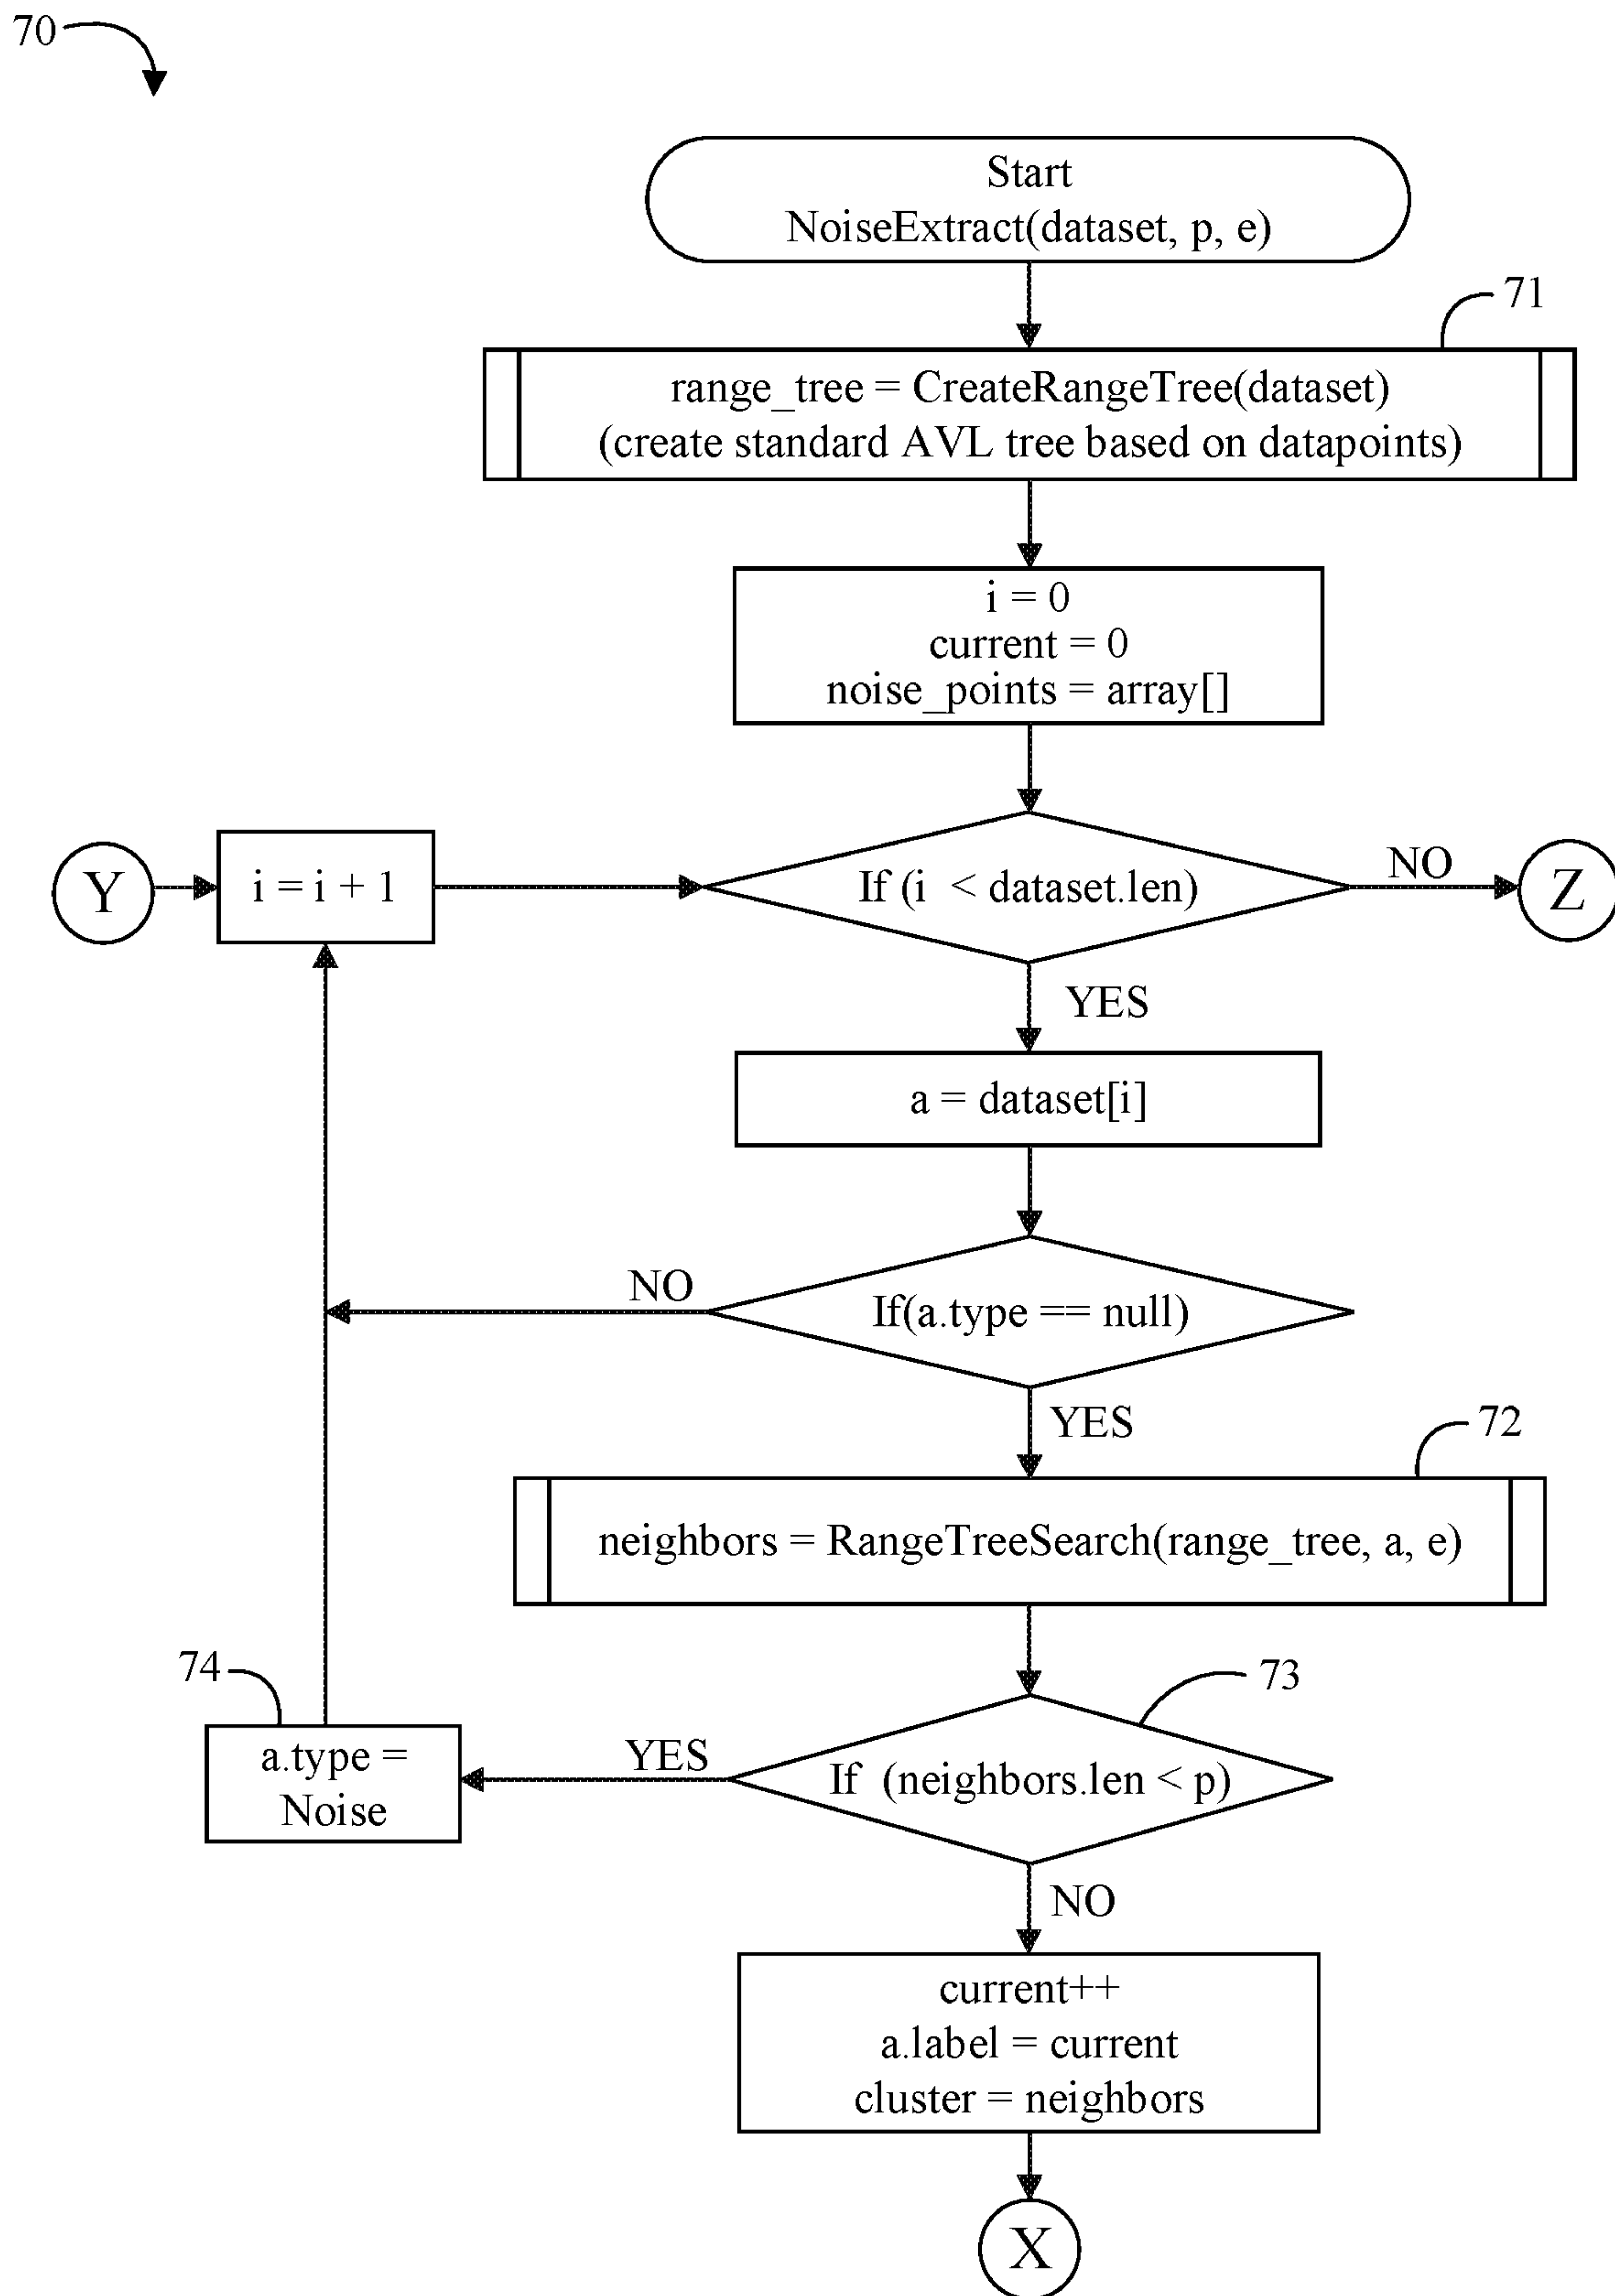 70
Start
NoiseExtract(dataset, p, e)
71
range_tree = CreateRangeTree(dataset)
(create standard AVL tree based on datapoints)
i = 0
current = 0
noise_points = array[]
Y
i = i + 1
If (i < dataset.len)
NO
Z
YES
a = dataset[i]
NO
If(a.type == null)
YES
72
neighbors = RangeTreeSearch(range_tree, a, e)
74
73
a.type =
Noise
YES
If (neighbors.len < p)
NO
current++
a.label = current
cluster = neighbors
X